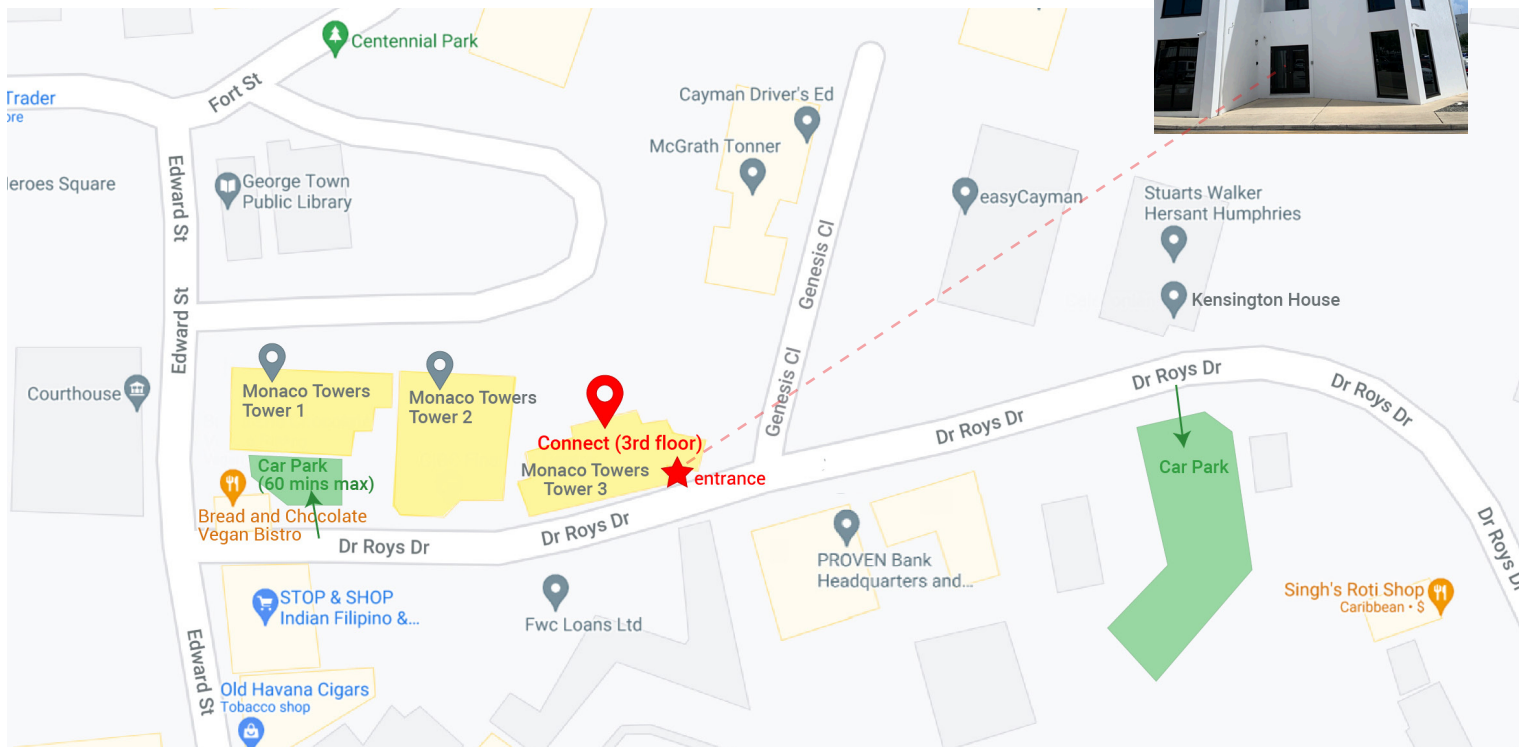 Centennial Park
Fort St
Trader
ore
Cayman Driver's Ed
McGrath Tonner
Edward St
eroes Square
George Town
Public Library
easyCayman
Stuarts Walker
Hersant Humphries
Genesis Cl
Kensington House
Edward St
Genesis Cl
Courthouse
Monaco Towers
Tower 1
Monaco Towers
Tower 2
Connect (3rd floor)
Monaco Towers
Tower 3
entrance
Dr Roys Dr
Dr Roys Dr
Dr Roys Dr
Car Park
Car Park
(60 mins max)
Bread and Chocolate
Vegan Bistro
Dr Roys Dr
Dr Roys Dr
Dr Roys Dr
PROVEN Bank
Headquarters and...
STOP & SHOP
Indian Filipino &...
Fwc Loans Ltd
Singh's Roti Shop
Caribbean • $
Edward St
Old Havana Cigars
Tobacco shop